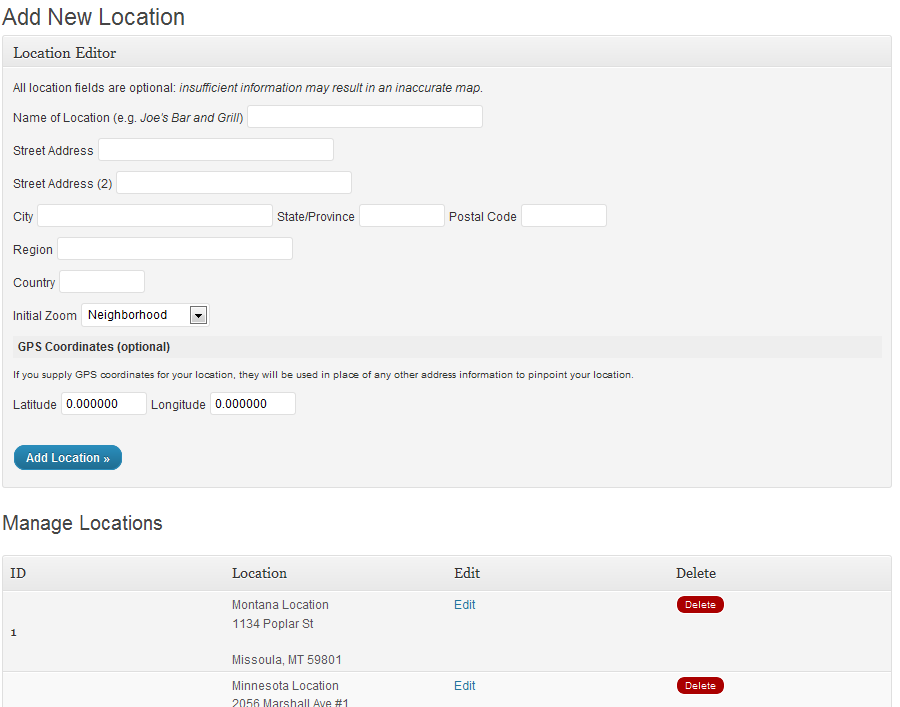 Add New Location
Location Editor
All location fields are optional: insufficient information may result in an inaccurate map.
Name of Location (e.g. Joe's Bar and Grill)
Street Address
Street Address (2)
City State/Province Postal Code
Region
Country
Initial Zoom Neighborhood
GPS Coordinates (optional)
If you supply GPS coordinates for your location, they will be used in place of any other address information to pinpoint your location.
Latitude 0.000000 Longitude 0.000000
Add Location »
Manage Locations
ID Location Edit Delete
Montana Location Edit Delete
1134 Poplar St
1
Missoula, MT 59801
Minnesota Location Edit Delete
2056 Marshall Ave #1